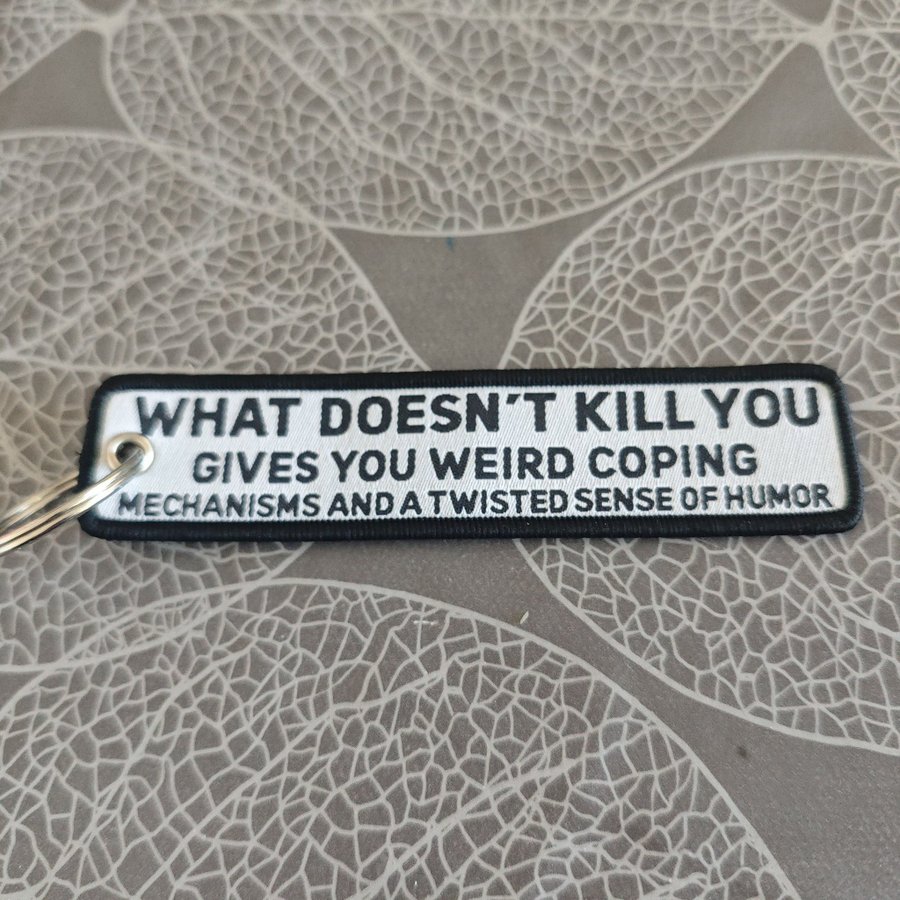 WHAT DOESN'T KILL YOU
GIVES YOU WEIRD COPING
MECHANISMS AND A TWISTED SENSE OF HUMOR